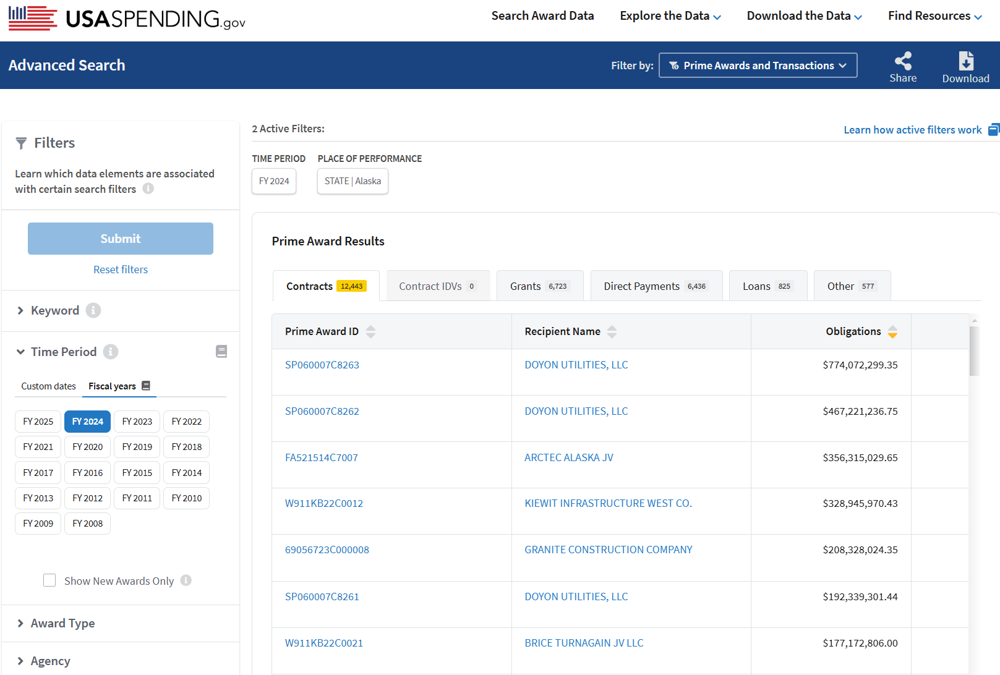 USASPENDING.gov
Search Award Data
Explore the Data
Download the Data
Find Resources
Advanced Search
Filter by:
Prime Awards and Transactions
Share
Download
Filters
Learn which data elements are associated
with certain search filters
Submit
Reset filters
Keyword
Time Period
Custom dates
Fiscal years
FY 2025 FY 2024 FY 2023 FY 2022
FY 2021 FY 2020 FY 2019 FY 2018
FY 2017 FY 2016 FY 2015 FY 2014
FY 2013 FY 2012 FY 2011 FY 2010
FY 2009 FY 2008
Show New Awards Only
Award Type
Agency
2 Active Filters:
Learn how active filters work
TIME PERIOD PLACE OF PERFORMANCE
FY 2024 STATE | Alaska
Prime Award Results
Contracts 12,443 Contract IDVs 0 Grants 6,723 Direct Payments 6,436 Loans 825 Other 577
Prime Award ID Recipient Name Obligations
SP060007C8263 DOYON UTILITIES, LLC $774,072,299.35
SP060007C8262 DOYON UTILITIES, LLC $467,221,236.75
FA521514C7007 ARCTEC ALASKA JV $356,315,029.65
W911KB22C0012 KIEWIT INFRASTRUCTURE WEST CO. $328,945,970.43
69056723C000008 GRANITE CONSTRUCTION COMPANY $208,328,024.35
SP060007C8261 DOYON UTILITIES, LLC $192,339,301.44
W911KB22C0021 BRICE TURNAGAIN JV LLC $177,172,806.00